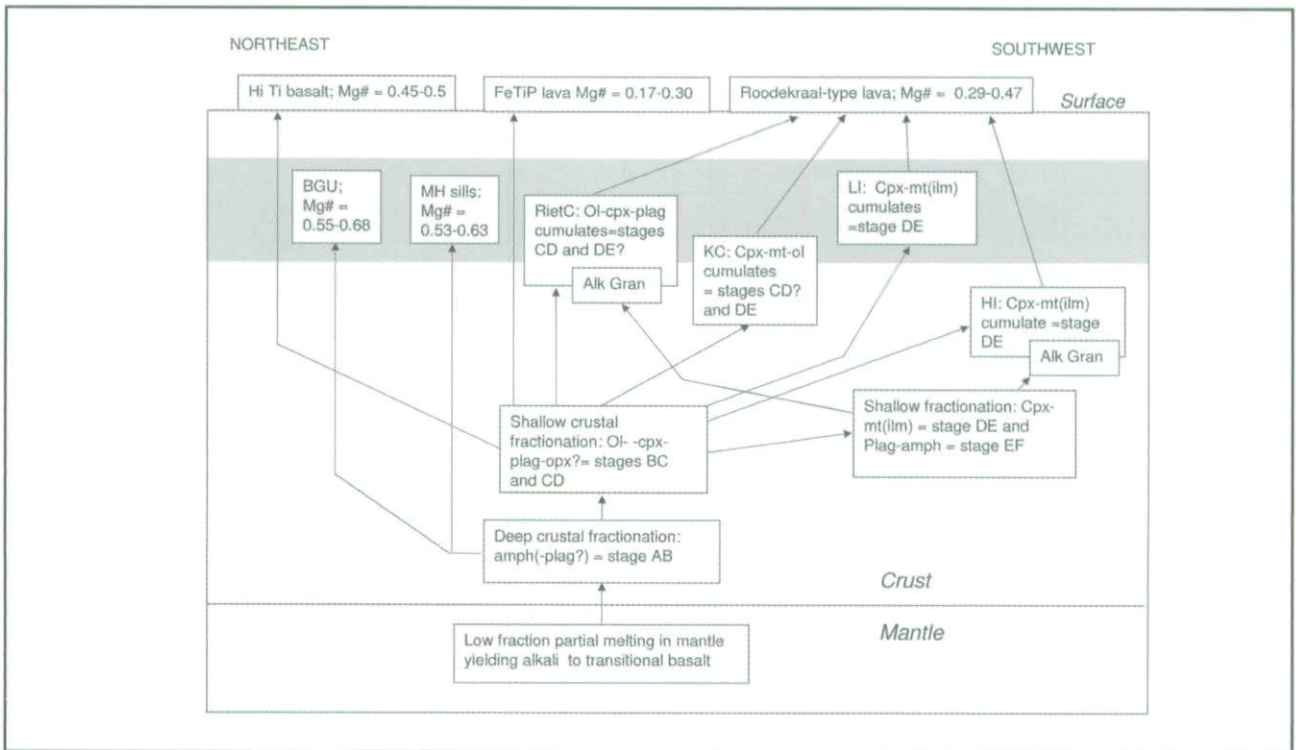 NORTHEAST
SOUTHWEST
Hi Ti basalt; Mg# = 0.45-0.5
FeTiP lava Mg# = 0.17-0.30
Roodekraal-type lava; Mg# = 0.29-0.47
Surface
BGU;
Mg# =
0.55-0.68
MH sills:
Mg# =
0.53-0.63
RietC: Ol-cpx-plag
cumulates=stages
CD and DE?
Alk Gran
KC: Cpx-mt-ol
cumulates
= stages CD?
and DE
LI: Cpx-mt(ilm)
cumulates
=stage DE
HI: Cpx-mt(ilm)
cumulate =stage
DE
Alk Gran
Shallow crustal
fractionation: Ol- -cpx-
plag-opx?= stages BC
and CD
Shallow fractionation: Cpx-
mt(ilm) = stage DE and
Plag-amph = stage EF
Deep crustal fractionation:
amph(-plag?) = stage AB
Crust
Mantle
Low fraction partial melting in mantle
yielding alkali to transitional basalt